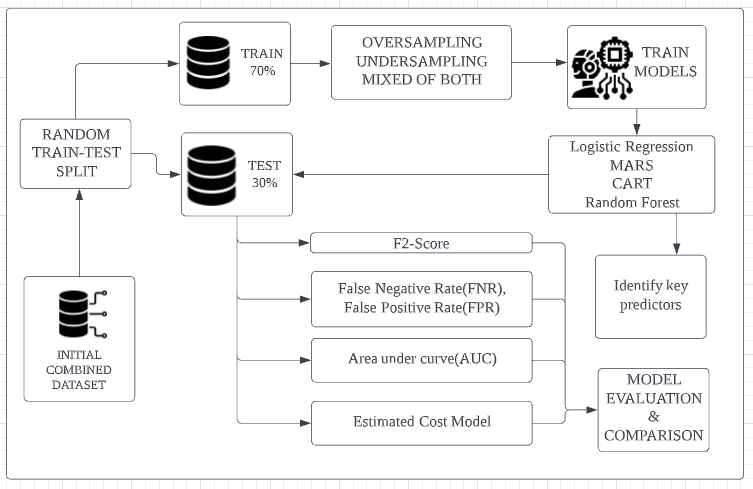 TRAIN
70%
OVERSAMPLING
UNDERSAMPLING
MIXED OF BOTH
TRAIN
MODELS
RANDOM
TRAIN-TEST
SPLIT
TEST
30%
Logistic Regression
MARS
CART
Random Forest
F2-Score
False Negative Rate(FNR),
False Positive Rate(FPR)
Identify key
predictors
INITIAL
COMBINED
DATASET
Area under curve(AUC)
Estimated Cost Model
MODEL
EVALUATION
&
COMPARISON